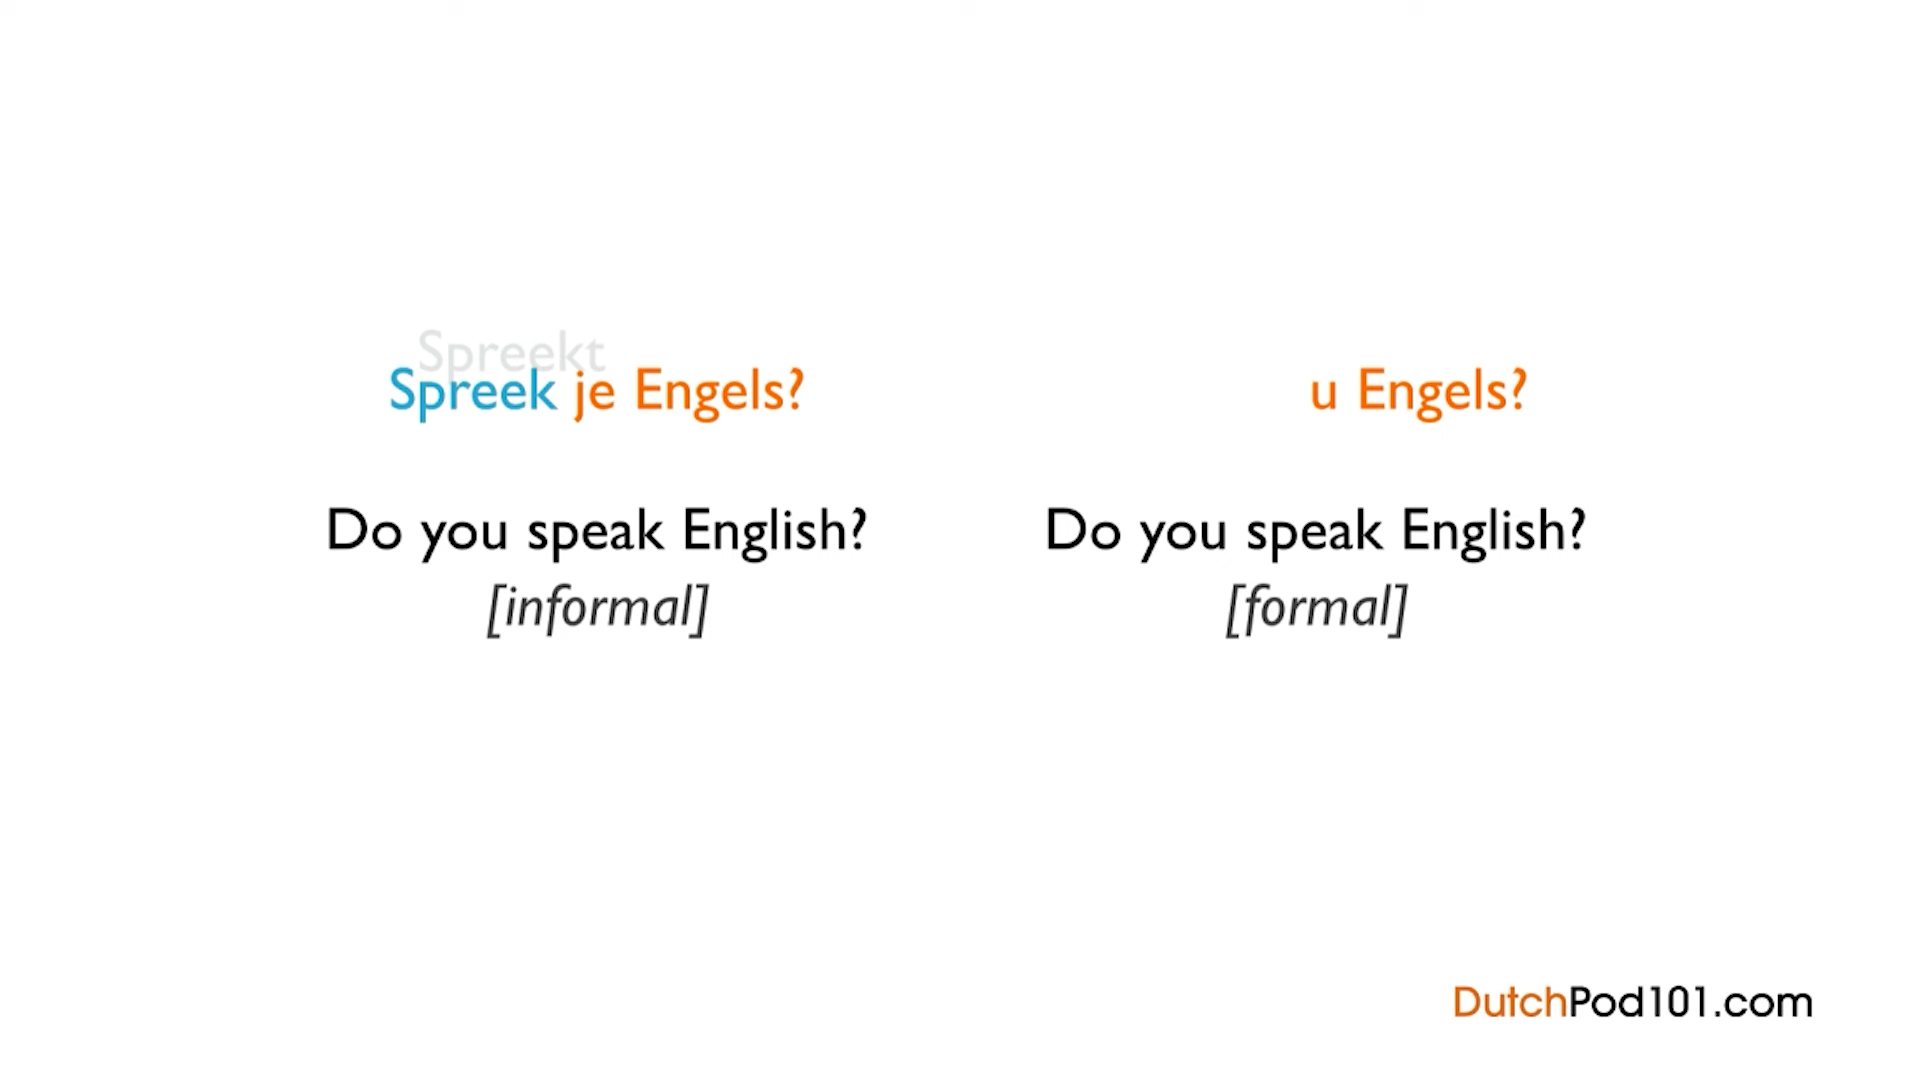 Spreekt
Spreek je Engels?
Do you speak English?
[informal]
u Engels?
Do you speak English?
[formal]
DutchPod101.com